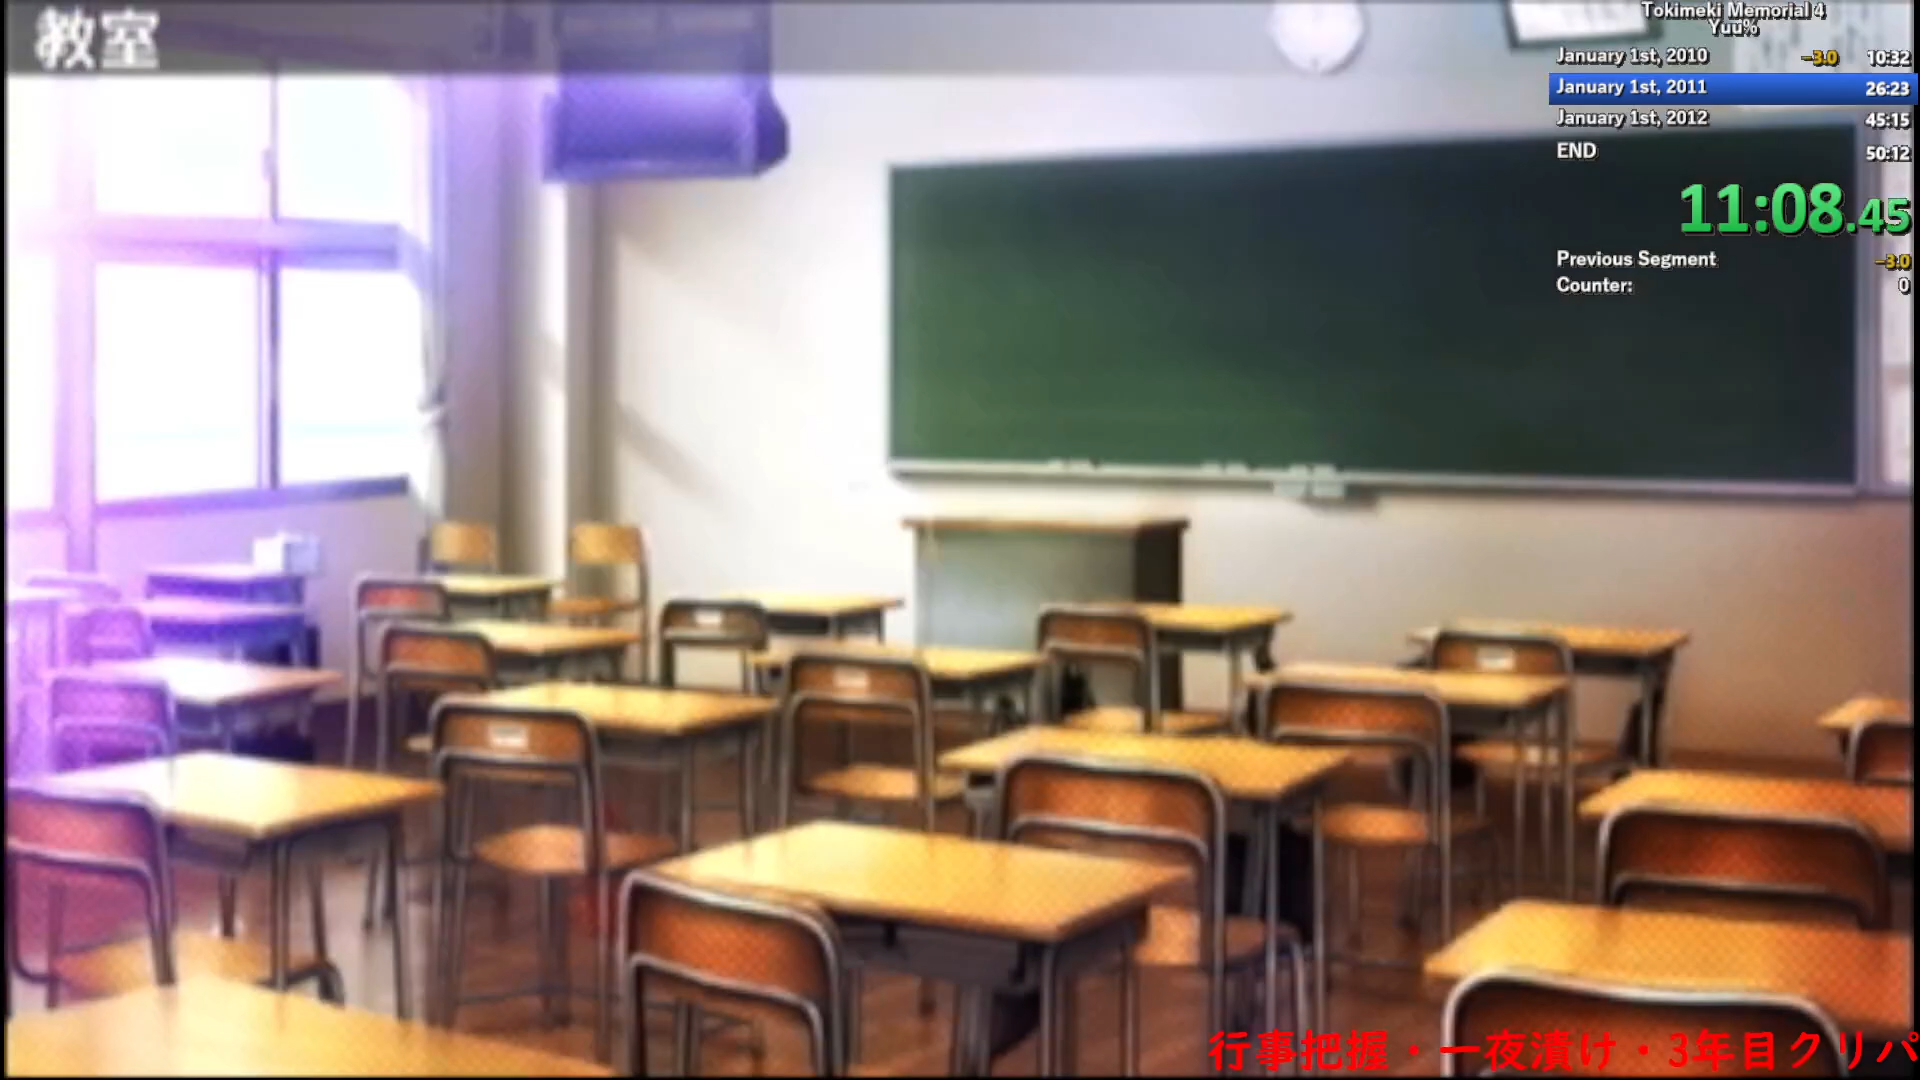 教室
Tokimeki Memorial 4
Yuu%
January 1st, 2010 -3.0 10:32
January 1st, 2011 26:23
January 1st, 2012 45:15
END 50:12
11:08.45
Previous Segment -3.0
Counter: 0
行事把握・一夜漬け・3年目クリパ